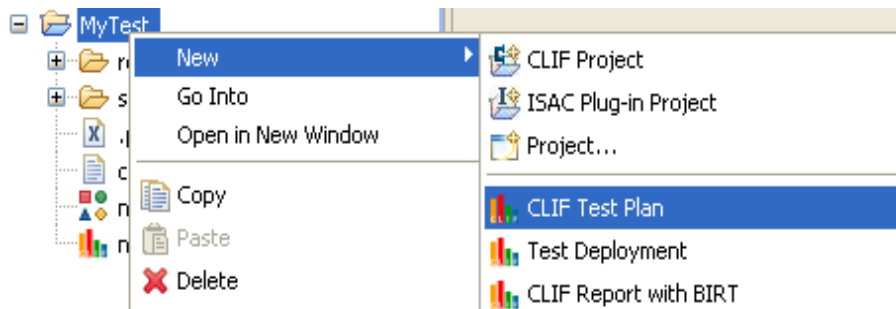 MyTest
New
Go Into
Open in New Window
Copy
Paste
Delete
CLIF Project
ISAC Plug-in Project
Project...
CLIF Test Plan
Test Deployment
CLIF Report with BIRT